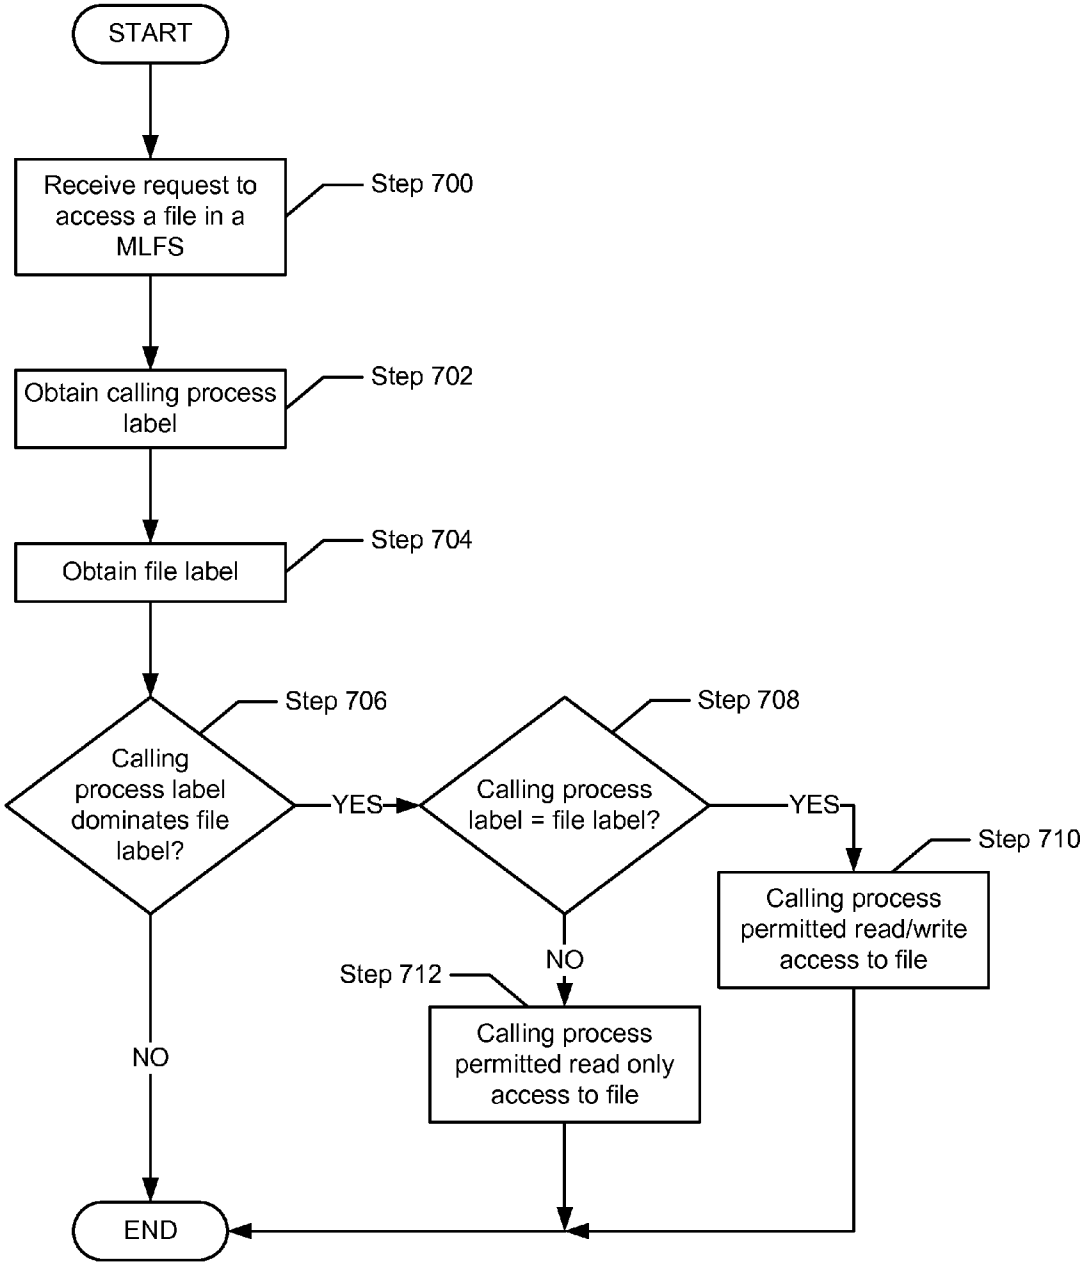 START
Receive request to
access a file in a
MLFS
Step 700
Obtain calling process
label
Step 702
Obtain file label
Step 704
Calling
process label
dominates file
label?
Step 706
YES
Calling process
label = file label?
Step 708
YES
Calling process
permitted read/write
access to file
Step 710
NO
Step 712
Calling process
permitted read only
access to file
NO
END